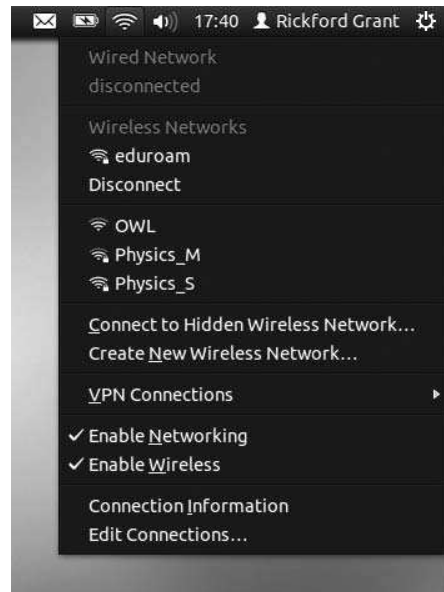 17:40 Rickford Grant
Wired Network
disconnected
Wireless Networks
eduroam
Disconnect
OWL
Physics_M
Physics_S
Connect to Hidden Wireless Network...
Create New Wireless Network...
VPN Connections
Enable Networking
Enable Wireless
Connection Information
Edit Connections...